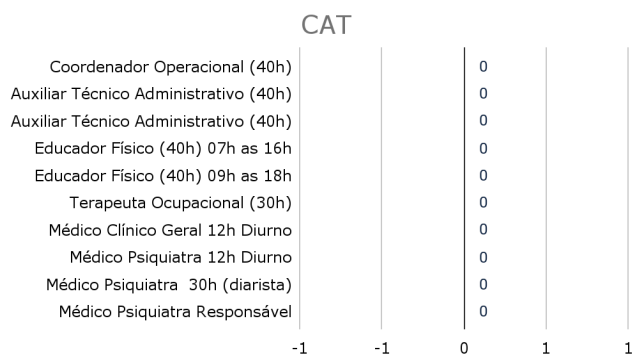 CAT
Coordenador Operacional (40h) 0
Auxiliar Técnico Administrativo (40h) 0
Auxiliar Técnico Administrativo (40h) 0
Educador Físico (40h) 07h as 16h 0
Educador Físico (40h) 09h as 18h 0
Terapeuta Ocupacional (30h) 0
Médico Clínico Geral 12h Diurno 0
Médico Psiquiatra 12h Diurno 0
Médico Psiquiatra  30h (diarista) 0
Médico Psiquiatra Responsável 0
-1 -1 0 1 1